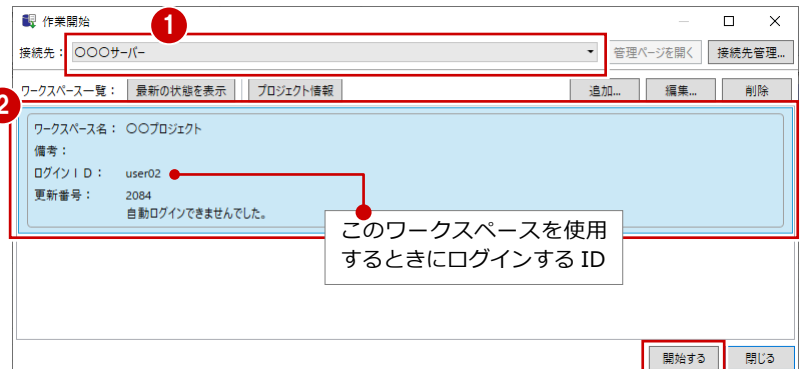 作業開始
1
接続先： 〇〇〇サーバー 管理ページを開く 接続先管理...
ワークスペース一覧： 最新の状態を表示 プロジェクト情報 追加... 編集... 削除
2
ワークスペース名： 〇〇プロジェクト
備考：
ログインＩＤ： user02
更新番号： 2084
自動ログインできませんでした。
このワークスペースを使用
するときにログインする ID
開始する 閉じる